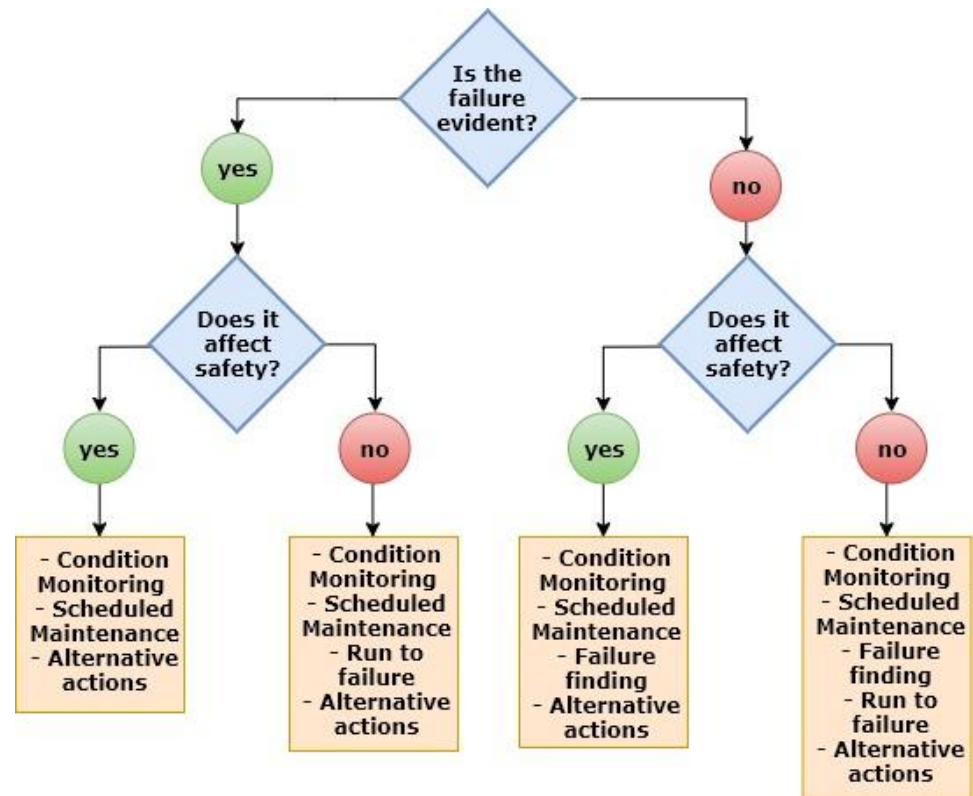 Is the
failure
evident?
yes
no
Does it
affect
safety?
Does it
affect
safety?
yes
no
yes
no
- Condition
Monitoring
- Scheduled
Maintenance
- Alternative
actions
- Condition
Monitoring
- Scheduled
Maintenance
- Run to
failure
- Alternative
actions
- Condition
Monitoring
- Scheduled
Maintenance
- Failure
finding
- Alternative
actions
- Condition
Monitoring
- Scheduled
Maintenance
- Failure
finding
- Run to
failure
- Alternative
actions